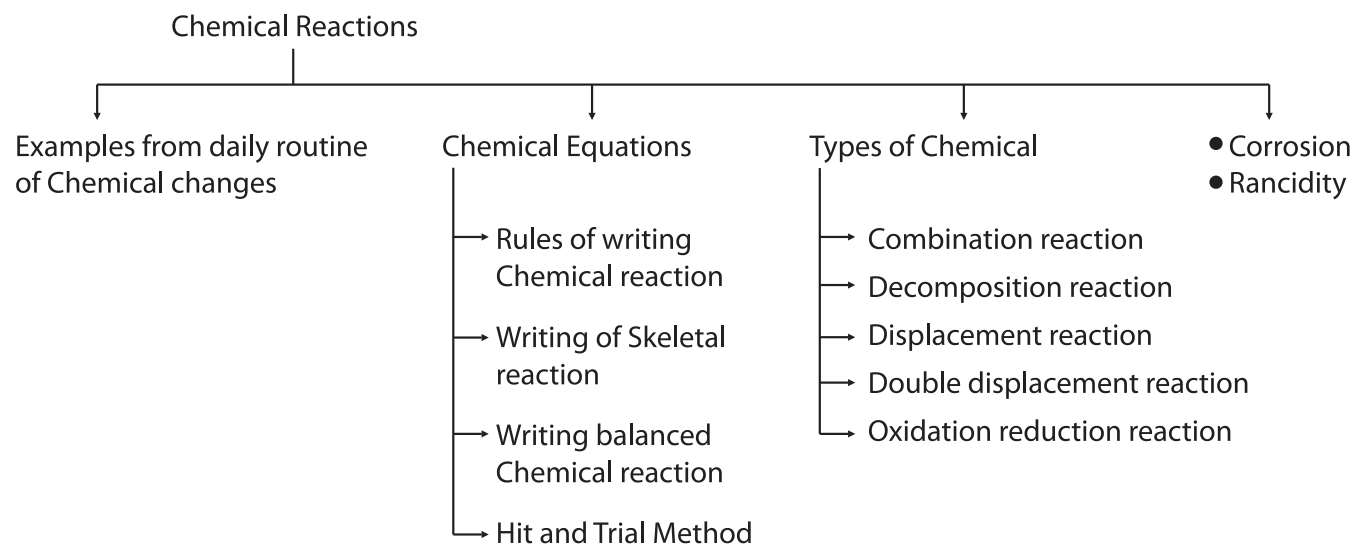 Chemical Reactions
Examples from daily routine
of Chemical changes
Chemical Equations
Rules of writing
Chemical reaction
Writing of Skeletal
reaction
Writing balanced
Chemical reaction
Hit and Trial Method
Types of Chemical
Combination reaction
Decomposition reaction
Displacement reaction
Double displacement reaction
Oxidation reduction reaction
● Corrosion
● Rancidity